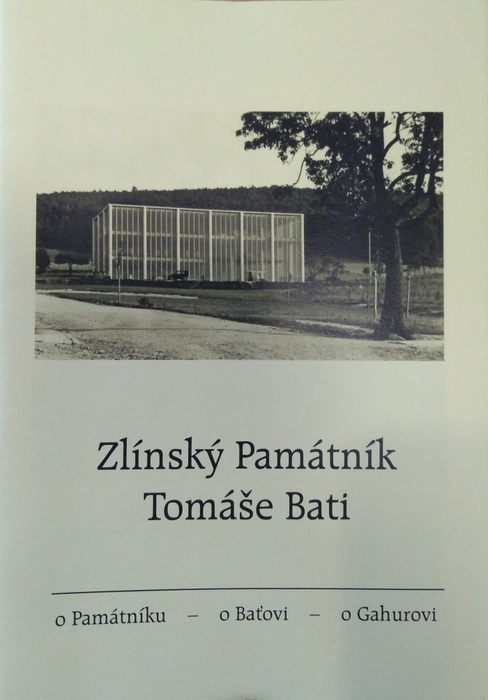 Zlínský Památník
Tomáše Bati
o Památníku – o Baťovi – o Gahurovi